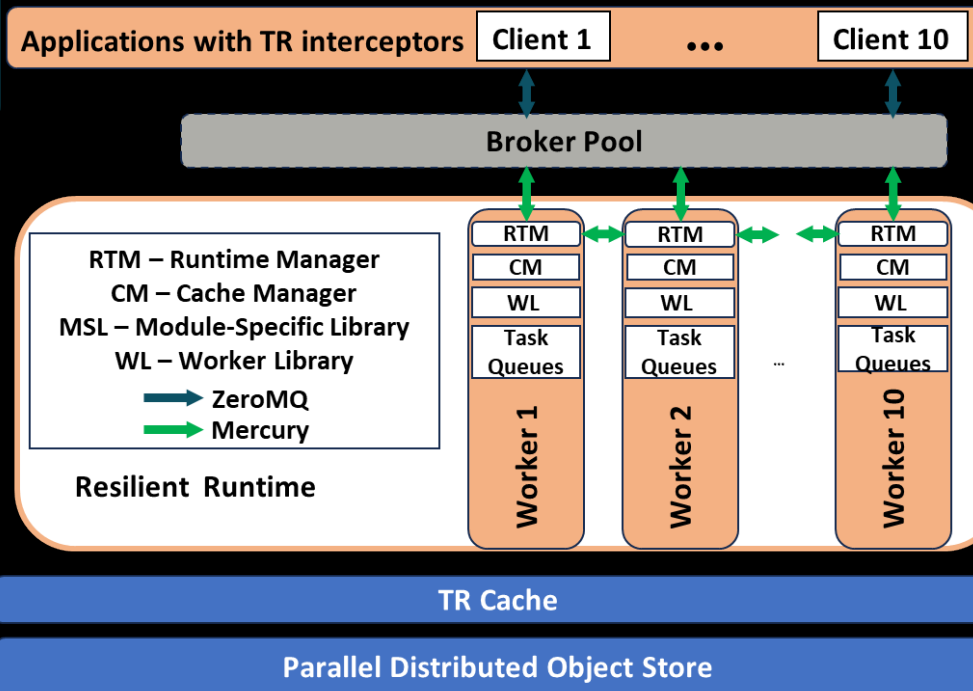 Applications with TR interceptors
Client 1
...
Client 10
Broker Pool
RTM – Runtime Manager
CM – Cache Manager
MSL – Module-Specific Library
WL – Worker Library
ZeroMQ
Mercury
Resilient Runtime
RTM
CM
WL
Task
Queues
Worker 1
RTM
CM
WL
Task
Queues
Worker 2
...
RTM
CM
WL
Task
Queues
Worker 10
TR Cache
Parallel Distributed Object Store